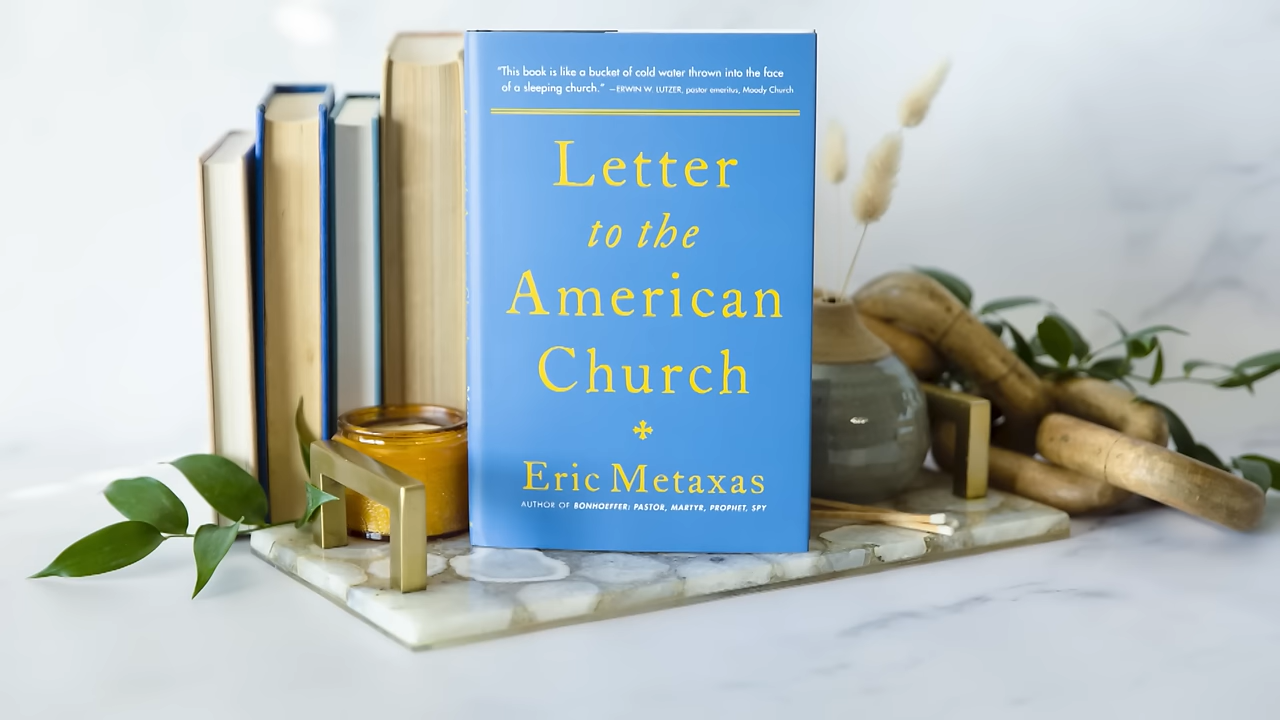 "This book is like a bucket of cold water thrown into the face
of a sleeping church." —ERWIN W. LUTZER, pastor emeritus, Moody Church
Letter
to the
American
Church
Eric Metaxas
AUTHOR OF BONHOEFFER: PASTOR, MARTYR, PROPHET, SPY